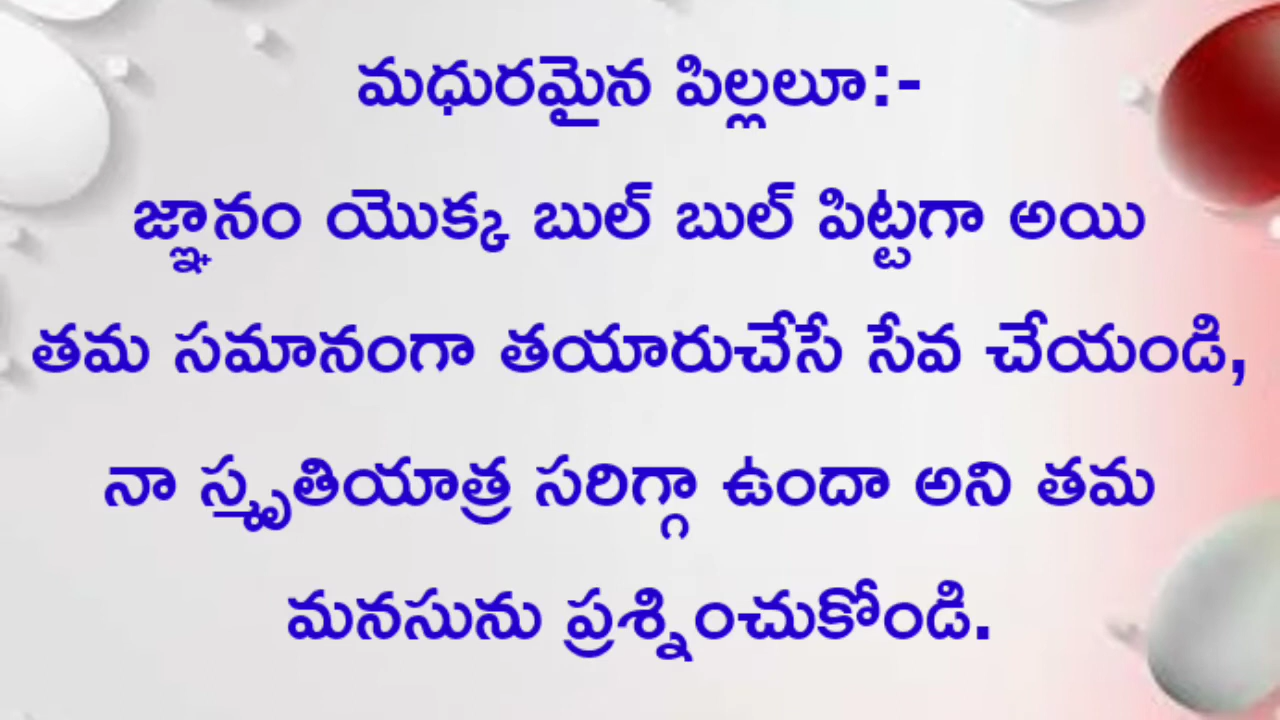 మధురమైన పిల్లలూ:-
జ్ఞానం యొక్క బుల్ బుల్ పిట్టగా అయి
తమ సమానంగా తయారుచేసే సేవ చేయండి,
నా స్మృతియాత్ర సరిగ్గా ఉందా అని తమ
మనసును ప్రశ్నించుకోండి.